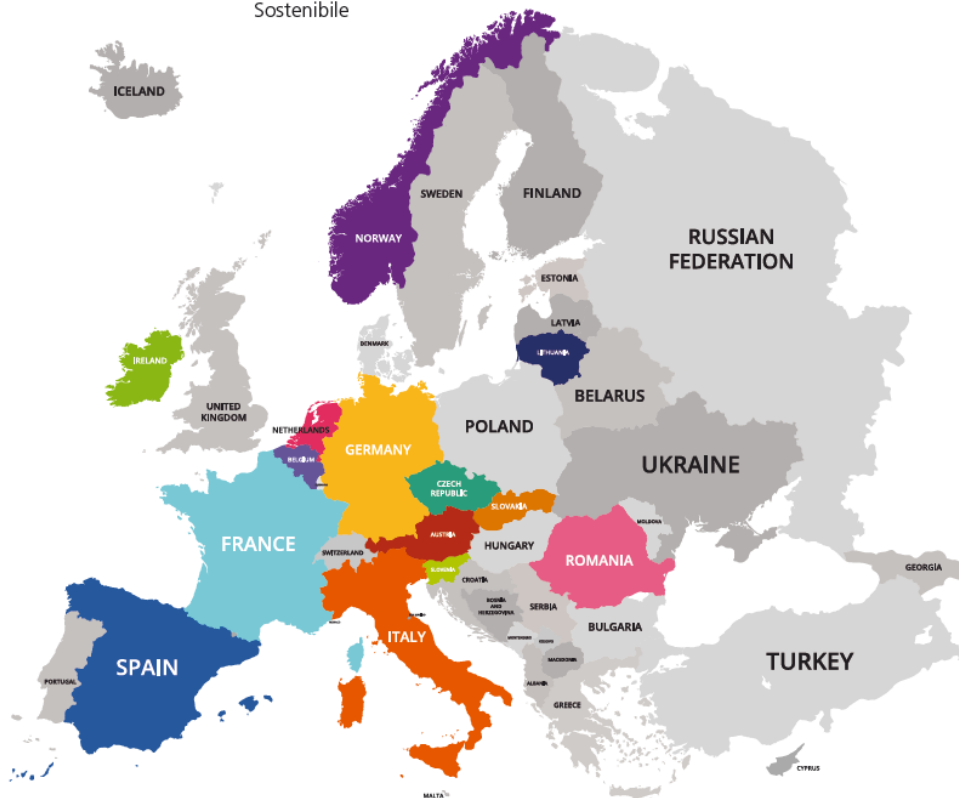 Sostenibile
ICELAND
SWEDEN
FINLAND
NORWAY
RUSSIAN
FEDERATION
ESTONIA
LATVIA
DENMARK
IRELAND
LITHUANIA
BELARUS
UNITED
KINGDOM
NETHERLANDS
POLAND
GERMANY
BELGIUM
UKRAINE
CZECH
REPUBLIC
SLOVAKIA
MOLDOVA
AUSTRIA
FRANCE
SWITZERLAND
HUNGARY
ROMANIA
GEORGIA
SLOVENIA
CROATIA
BOSNIA
AND
HERZEGOVINA
SERBIA
BULGARIA
ITALY
MONTENEGRO
MACEDONIA
TURKEY
SPAIN
PORTUGAL
ALBANIA
GREECE
CYPRUS
MALTA